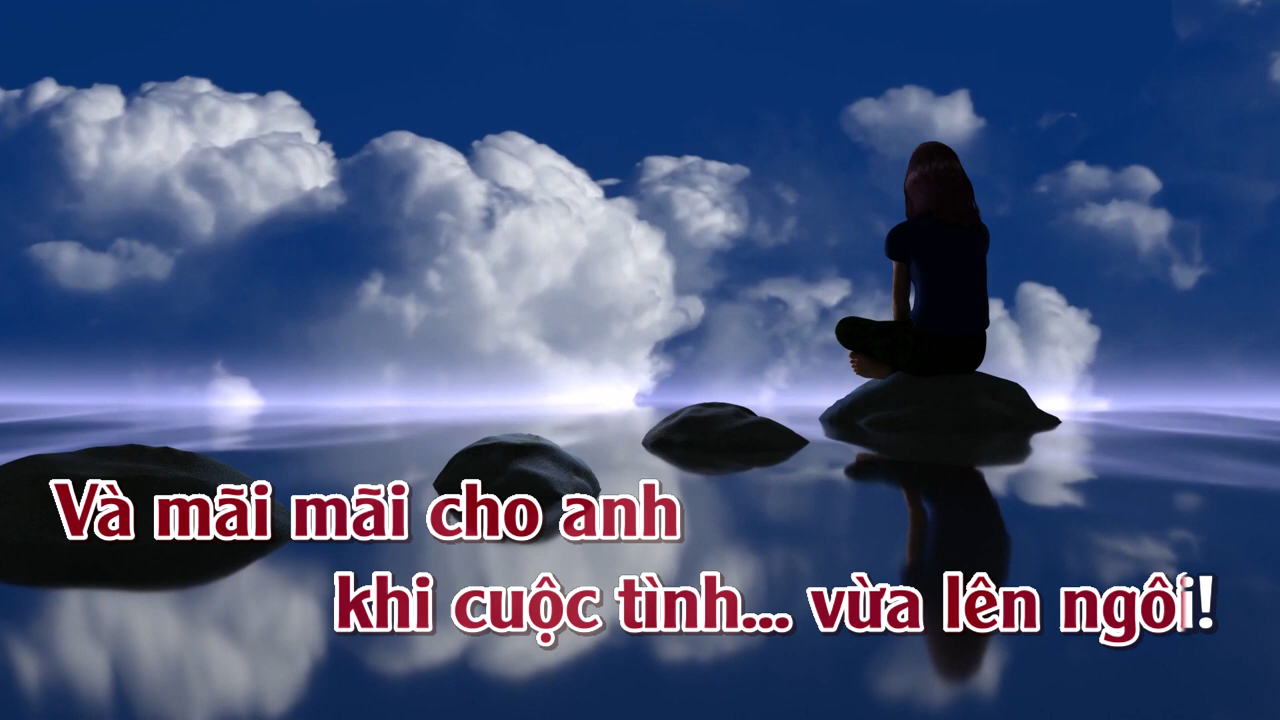 Và mãi mãi cho anh
khi cuộc tình... vừa lên ngôi!